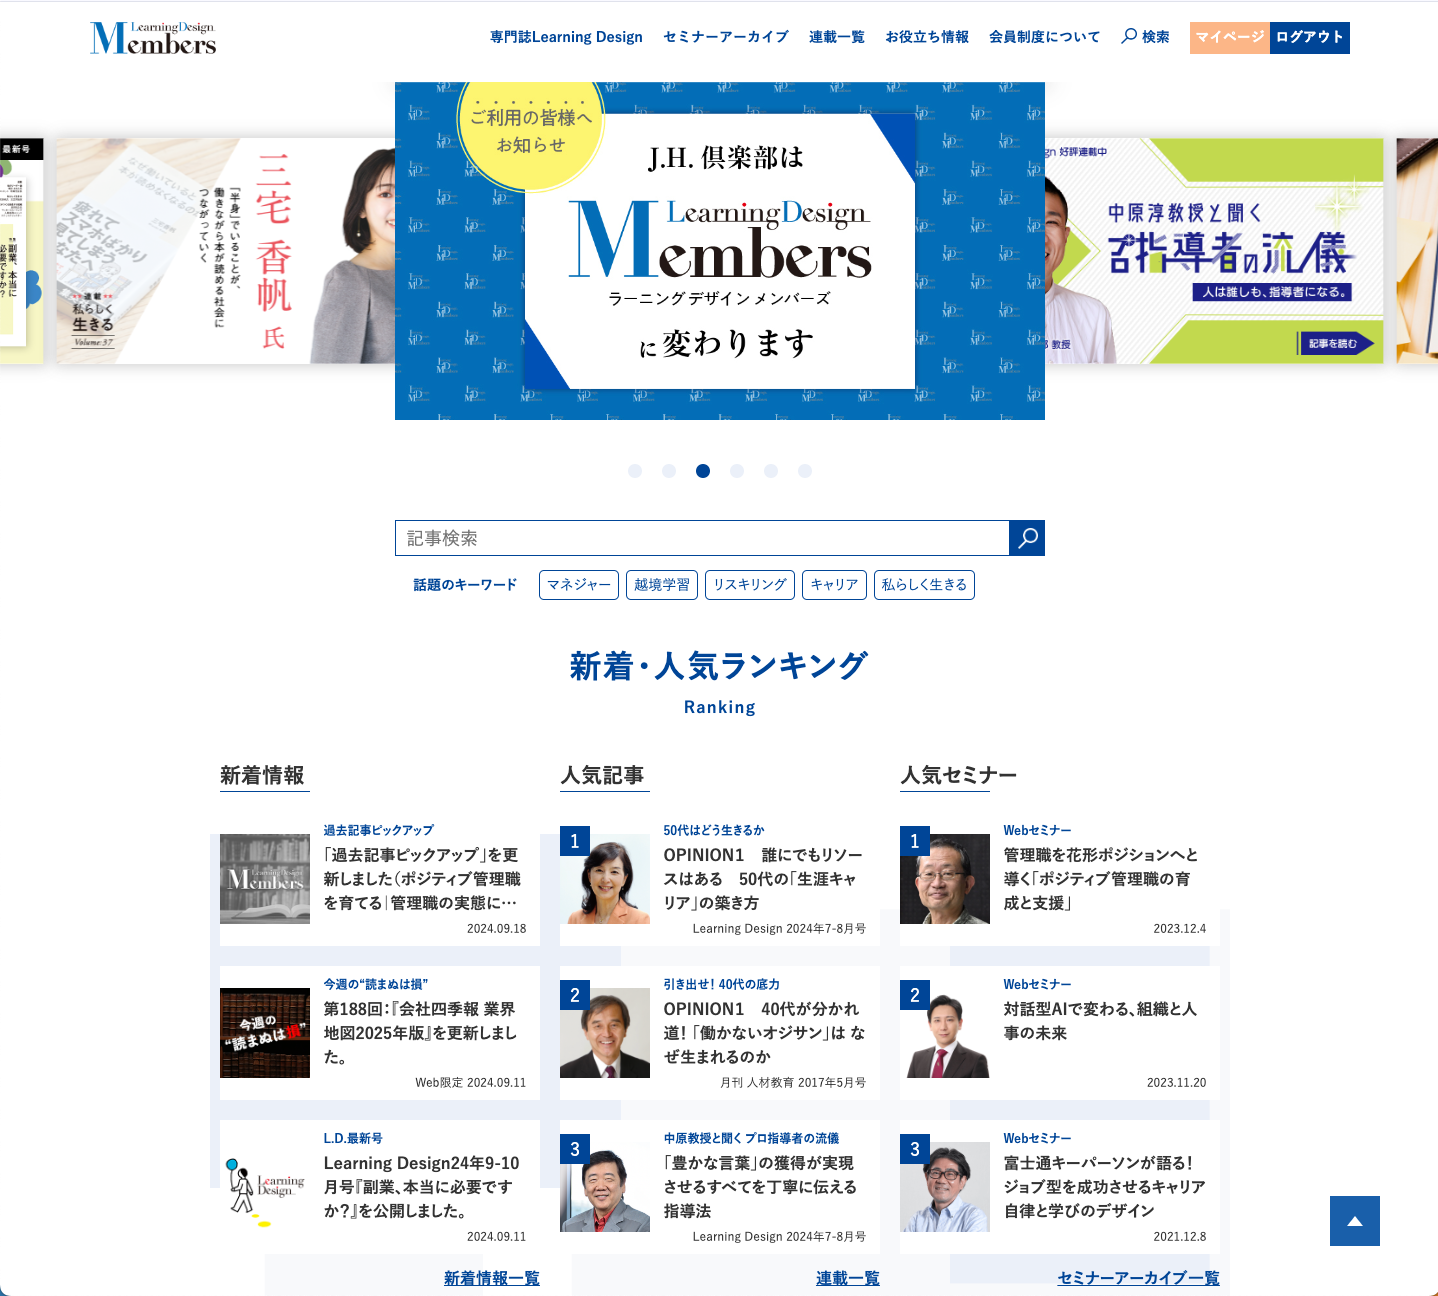 Learning Design
Members
専門誌Learning Design
セミナーアーカイブ
連載一覧
お役立ち情報
会員制度について
検索
マイページ
ログアウト
最新号
副業、本当に
必要ですか?
三宅 香帆 氏
「半身」でいることが、
働きながら本が読める社会に
つながっていく
連載
私らしく
生きる
Volume:37
ご利用の皆様へ
お知らせ
J.H. 倶楽部は
Learning Design
Members
ラーニング デザイン メンバーズ
に 変わります
gn 好評連載中
中原淳教授と聞く
プロ指導者の流儀
人は誰しも、指導者になる。
教授
記事を読む
記事検索
話題のキーワード
マネジャー
越境学習
リスキリング
キャリア
私らしく生きる
新着・人気ランキング
Ranking
新着情報
過去記事ピックアップ
「過去記事ピックアップ」を更
新しました(ポジティブ管理職
を育てる|管理職の実態に…
2024.09.18
Learning Design
Members
今週の“読まぬは損”
第188回:『会社四季報 業界
地図2025年版』を更新しまし
た。
Web限定 2024.09.11
今週の
“読まぬは損”
L.D.最新号
Learning Design24年9-10
月号『副業、本当に必要です
か?』を公開しました。
2024.09.11
Learning
Design
新着情報一覧
人気記事
1
50代はどう生きるか
OPINION1　誰にでもリソー
スはある　50代の「生涯キャ
リア」の築き方
Learning Design 2024年7-8月号
2
引き出せ! 40代の底力
OPINION1　40代が分かれ
道! 「働かないオジサン」は な
ぜ生まれるのか
月刊 人材教育 2017年5月号
3
中原教授と聞く プロ指導者の流儀
「豊かな言葉」の獲得が実現
させるすべてを丁寧に伝える
指導法
Learning Design 2024年7-8月号
連載一覧
人気セミナー
1
Webセミナー
管理職を花形ポジションへと
導く「ポジティブ管理職の育
成と支援」
2023.12.4
2
Webセミナー
対話型AIで変わる、組織と人
事の未来
2023.11.20
3
Webセミナー
富士通キーパーソンが語る!
ジョブ型を成功させるキャリア
自律と学びのデザイン
2021.12.8
セミナーアーカイブ一覧